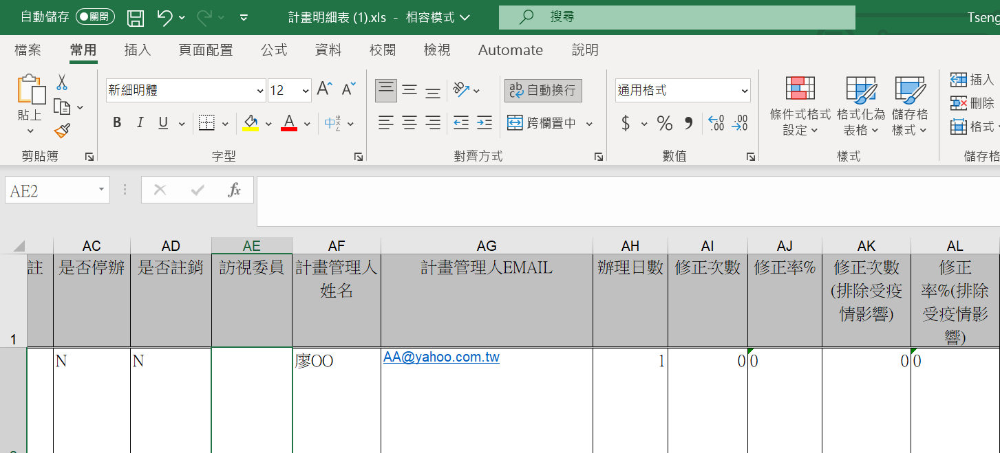 自動儲存 關閉 計畫明細表 (1).xls - 相容模式 搜尋 Tseng
檔案 常用 插入 頁面配置 公式 資料 校閱 檢視 Automate 說明
貼上
新細明體 12 A A 自動換行 通用格式
B I U A 中 跨欄置中 $ % , .00 .00
條件式格式設定 格式化為表格 儲存格樣式
插入
刪除
格式
剪貼簿 字型 對齊方式 數值 樣式 儲存格
AE2 fx
AC AD AE AF AG AH AI AJ AK AL
註 是否停辦 是否註銷 訪視委員 計畫管理人姓名 計畫管理人EMAIL 辦理日數 修正次數 修正率% 修正次數(排除受疫情影響) 修正率%(排除受疫情影響)
1
N N 廖OO AA@yahoo.com.tw 1 0 0 0 0